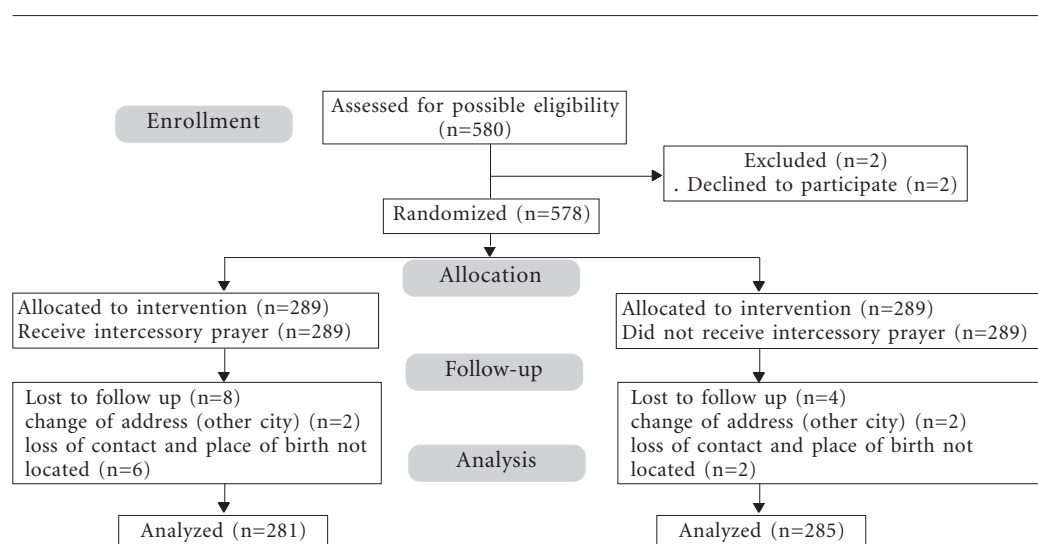 Enrollment
Assessed for possible eligibility
(n=580)
Excluded (n=2)
. Declined to participate (n=2)
Randomized (n=578)
Allocation
Allocated to intervention (n=289)
Receive intercessory prayer (n=289)
Allocated to intervention (n=289)
Did not receive intercessory prayer (n=289)
Follow-up
Lost to follow up (n=8)
change of address (other city) (n=2)
loss of contact and place of birth not
located (n=6)
Lost to follow up (n=4)
change of address (other city) (n=2)
loss of contact and place of birth not
located (n=2)
Analysis
Analyzed (n=281)
Analyzed (n=285)